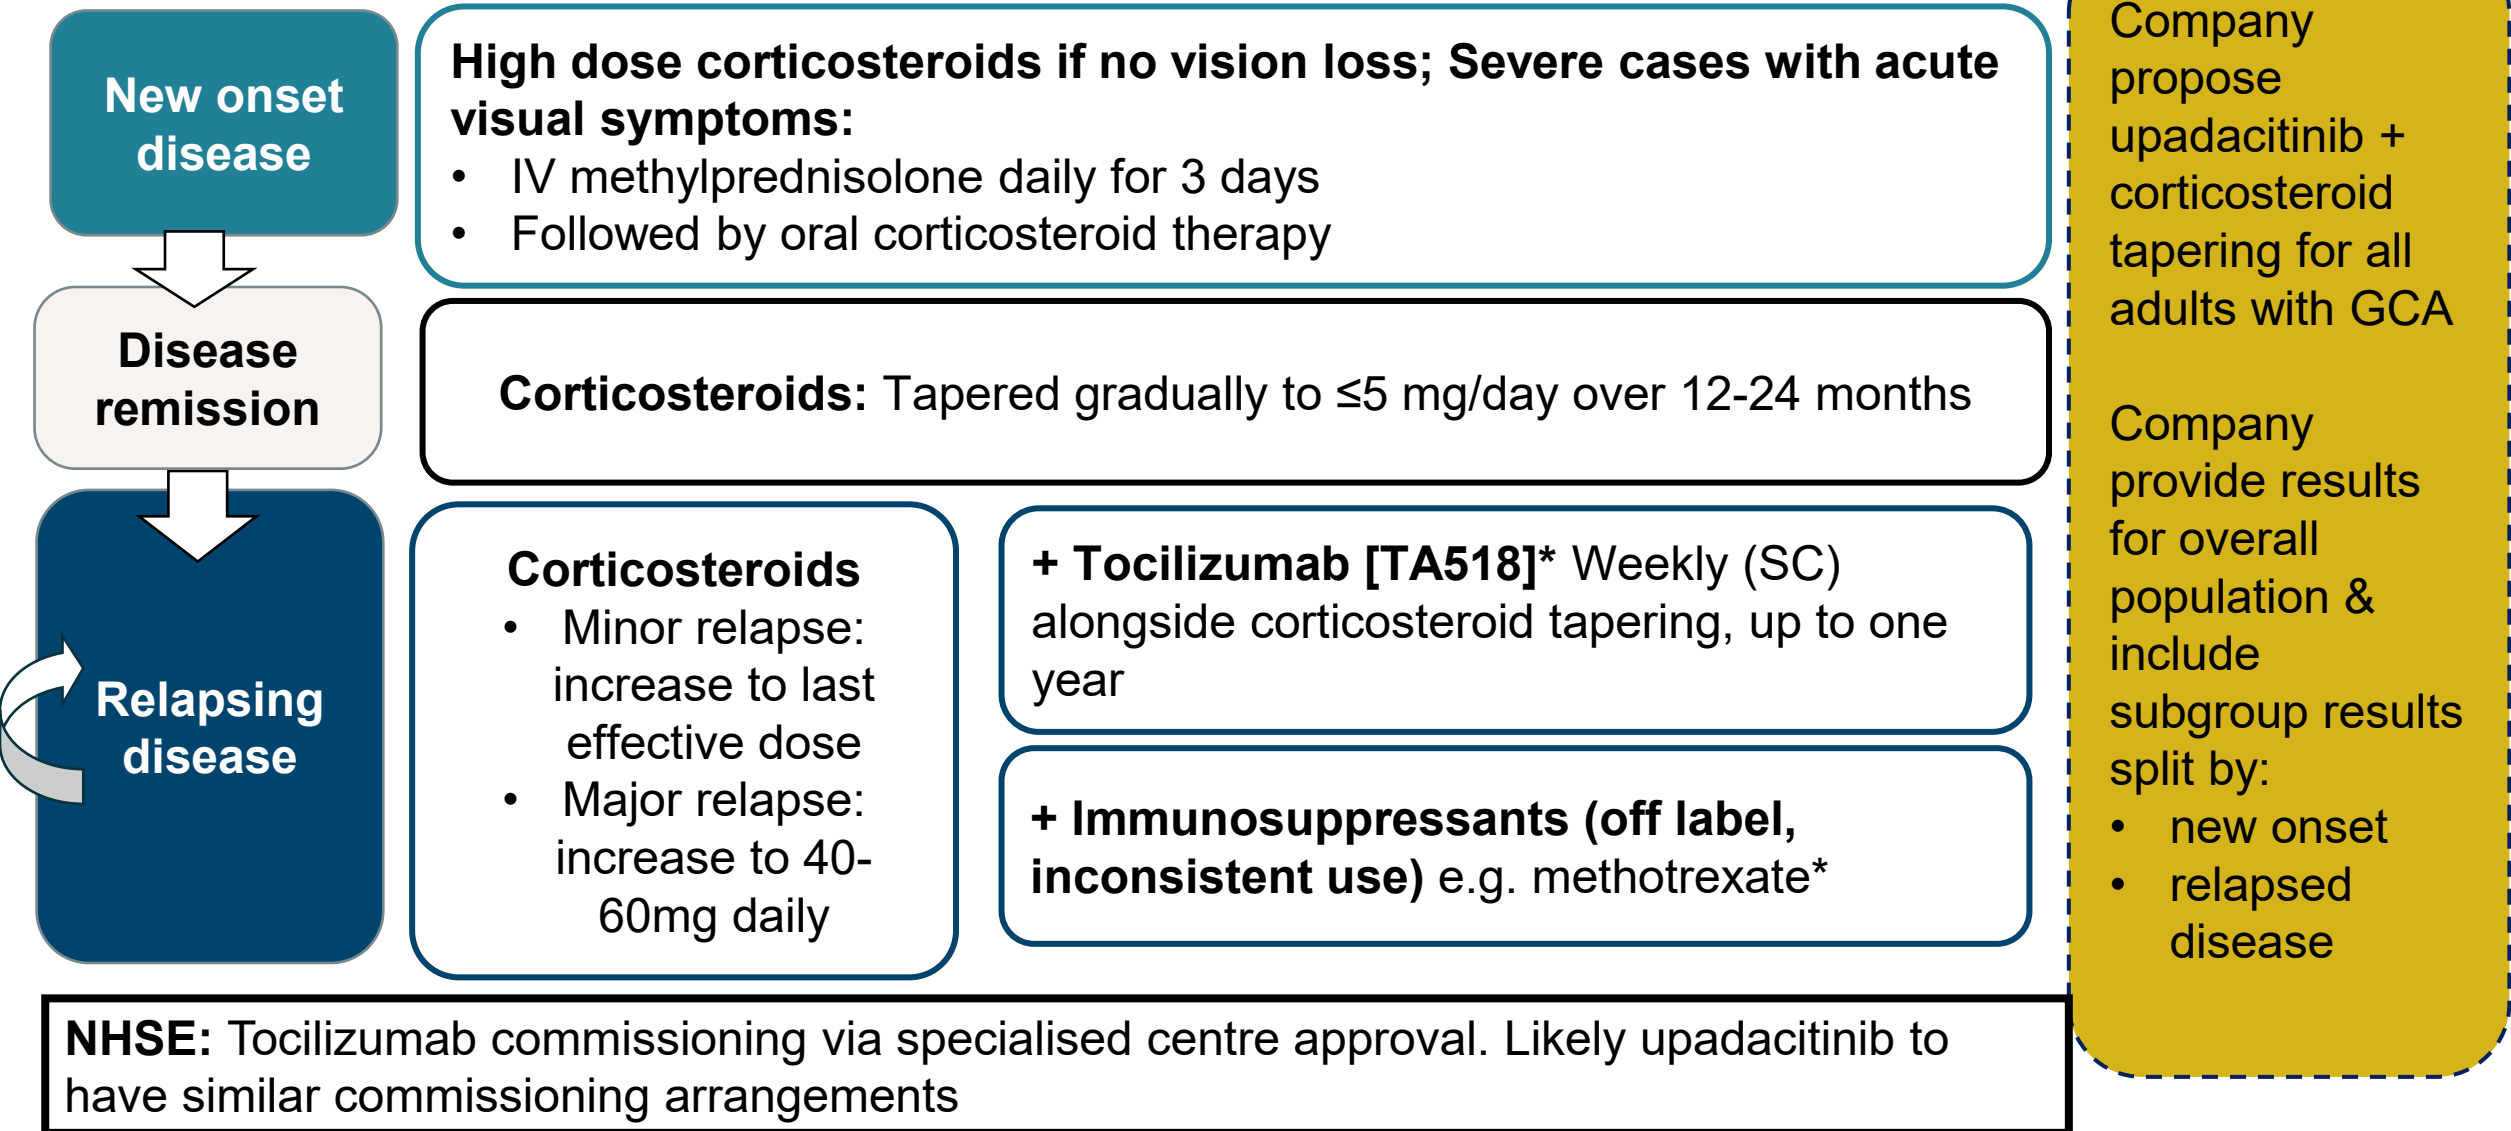 New onset
disease
High dose corticosteroids if no vision loss; Severe cases with acute
visual symptoms:
• IV methylprednisolone daily for 3 days
• Followed by oral corticosteroid therapy
Disease
remission
Corticosteroids: Tapered gradually to ≤5 mg/day over 12-24 months
Relapsing
disease
Corticosteroids
• Minor relapse:
increase to last
effective dose
• Major relapse:
increase to 40-
60mg daily
+ Tocilizumab [TA518]* Weekly (SC)
alongside corticosteroid tapering, up to one
year
+ Immunosuppressants (off label,
inconsistent use) e.g. methotrexate*
Company
propose
upadacitinib +
corticosteroid
tapering for all
adults with GCA
Company
provide results
for overall
population &
include
subgroup results
split by:
• new onset
• relapsed
disease
NHSE: Tocilizumab commissioning via specialised centre approval. Likely upadacitinib to
have similar commissioning arrangements